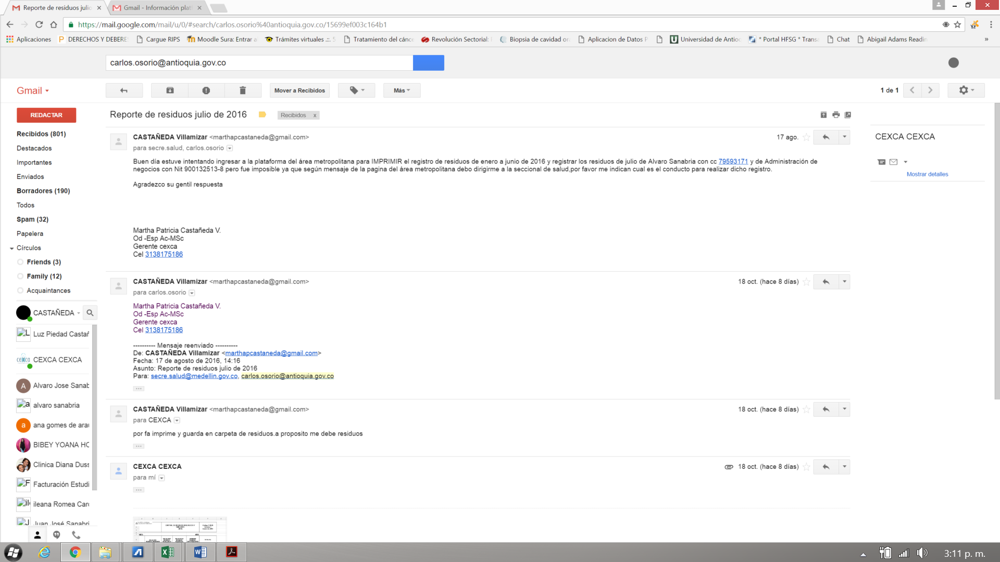 Reporte de residuos julio
Gmail - Información plat
https://mail.google.com/mail/u/0/#search/carlos.osorio%40antioquia.gov.co/15699ef003c164b1
Aplicaciones DERECHOS Y DEBERE Cargue RIPS Moodle Sura: Entrar a Trámites virtuales .::. Tratamiento del cánce Revolución Sectorial: Biopsia de cavidad or Aplicacion de Datos P Universidad de Antioc * Portal HFSG * Trans Chat Abigail Adams Readin »
carlos.osorio@antioquia.gov.co
Gmail
Mover a Recibidos
Más
1 de 1
REDACTAR
Recibidos (801)
Destacados
Importantes
Enviados
Borradores (190)
Todos
Spam (32)
Papelera
Círculos
Friends (3)
Family (12)
Acquaintances
CASTAÑEDA
Luz Piedad Castañ
CEXCA CEXCA
A Alvaro Jose Sanab
alvaro sanabria
a ana gomes de arau
BIBEY YOANA HO
Clinica Diana Duss
Facturación Estudi
ileana Romea Card
Juan José Sanabri
Reporte de residuos julio de 2016 Recibidos x
CASTAÑEDA Villamizar <marthapcastaneda@gmail.com> 17 ago.
para secre.salud, carlos.osorio
Buen día estuve intentando ingresar a la plataforma del área metropolitana para IMPRIMIR el registro de residuos de enero a junio de 2016 y registrar los residuos de julio de Alvaro Sanabria con cc 79593171 y de Administración de
negocios con Nit 900132513-8 pero fue imposible ya que según mensaje de la pagina del área metropolitana debo dirigirme a la seccional de salud,por favor me indican cual es el conducto para realizar dicho registro.
Agradezco su gentil respuesta
Martha Patricia Castañeda V.
Od -Esp Ac-MSc
Gerente cexca
Cel 3138175186
CASTAÑEDA Villamizar <marthapcastaneda@gmail.com> 18 oct. (hace 8 días)
para carlos.osorio
Martha Patricia Castañeda V.
Od -Esp Ac-MSc
Gerente cexca
Cel 3138175186
---------- Mensaje reenviado ----------
De: CASTAÑEDA Villamizar <marthapcastaneda@gmail.com>
Fecha: 17 de agosto de 2016, 14:16
Asunto: Reporte de residuos julio de 2016
Para: secre.salud@medellin.gov.co, carlos.osorio@antioquia.gov.co
CASTAÑEDA Villamizar <marthapcastaneda@gmail.com> 18 oct. (hace 8 días)
para CEXCA
por fa imprime y guarda en carpeta de residuos.a proposito me debe residuos
CEXCA CEXCA 18 oct. (hace 8 días)
para mí
CEXCA CEXCA
Mostrar detalles
3:11 p. m.